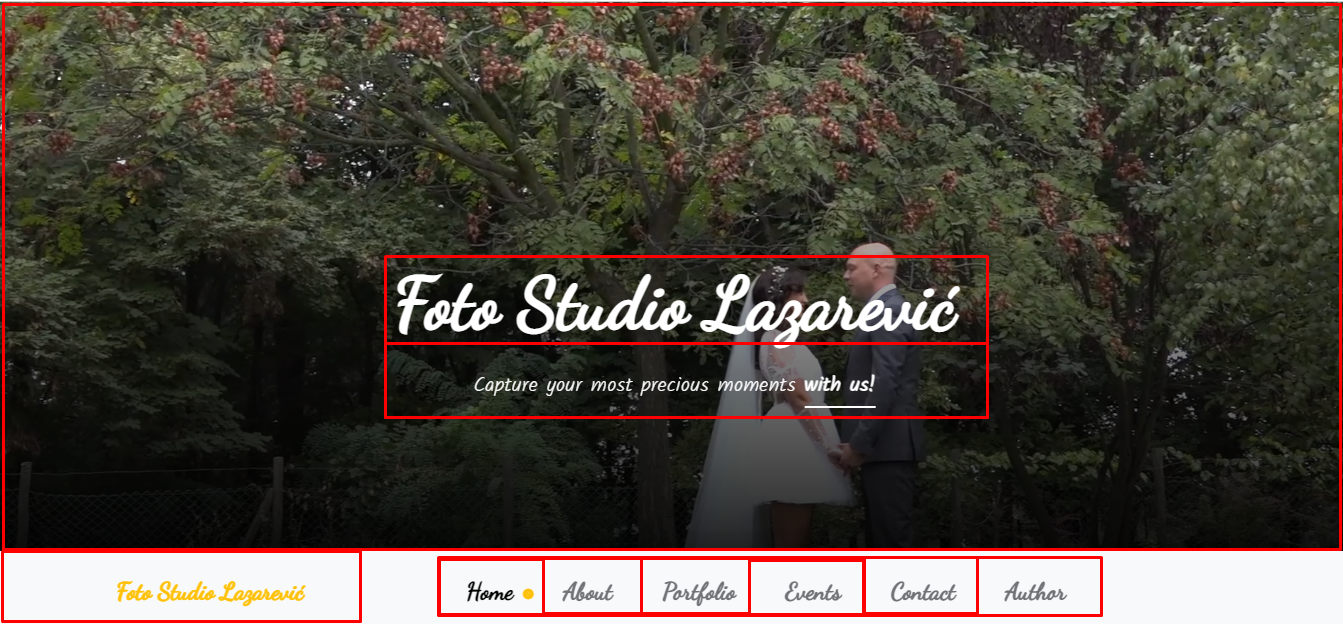 Foto Studio Lazarević
Capture your most precious moments with us!
Foto Studio Lazarević
Home About Portfolio Events Contact Author